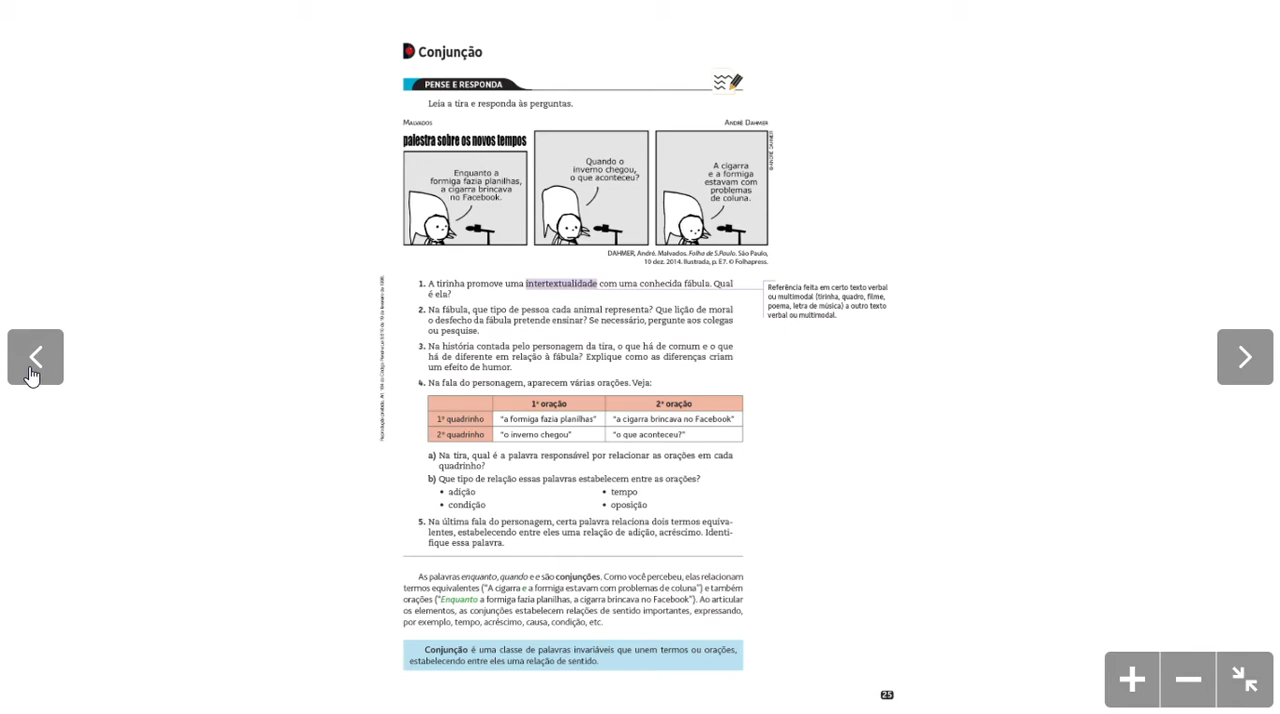 Conjunção
PENSE E RESPONDA
Leia a tira e responda às perguntas.
MALVADOS
ANDRÉ DAHMER
palestra sobre os novos tempos
Enquanto a
formiga fazia planilhas,
a cigarra brincava
no Facebook.
Quando o
inverno chegou,
o que aconteceu?
A cigarra
e a formiga
estavam com
problemas
de coluna.
©ANDRÉ DAHMER
DAHMER, André. Malvados. Folha de S.Paulo. São Paulo,
10 dez. 2014. Ilustrada, p. E7. © Folhapress.
1. A tirinha promove uma intertextualidade com uma conhecida fábula. Qual
é ela?
Referência feita em certo texto verbal
ou multimodal (tirinha, quadro, filme,
poema, letra de música) a outro texto
verbal ou multimodal.
2. Na fábula, que tipo de pessoa cada animal representa? Que lição de moral
o desfecho da fábula pretende ensinar? Se necessário, pergunte aos colegas
ou pesquise.
3. Na história contada pelo personagem da tira, o que há de comum e o que
há de diferente em relação à fábula? Explique como as diferenças criam
um efeito de humor.
4. Na fala do personagem, aparecem várias orações. Veja:
1ª oração 2ª oração
1º quadrinho "a formiga fazia planilhas" "a cigarra brincava no Facebook"
2º quadrinho "o inverno chegou" "o que aconteceu?"
a) Na tira, qual é a palavra responsável por relacionar as orações em cada
quadrinho?
b) Que tipo de relação essas palavras estabelecem entre as orações?
• adição • tempo
• condição • oposição
5. Na última fala do personagem, certa palavra relaciona dois termos equiva-
lentes, estabelecendo entre eles uma relação de adição, acréscimo. Identi-
fique essa palavra.
As palavras enquanto, quando e e são conjunções. Como você percebeu, elas relacionam
termos equivalentes ("A cigarra e a formiga estavam com problemas de coluna") e também
orações ("Enquanto a formiga fazia planilhas, a cigarra brincava no Facebook"). Ao articular
os elementos, as conjunções estabelecem relações de sentido importantes, expressando,
por exemplo, tempo, acréscimo, causa, condição, etc.
Conjunção é uma classe de palavras invariáveis que unem termos ou orações,
estabelecendo entre eles uma relação de sentido.
25